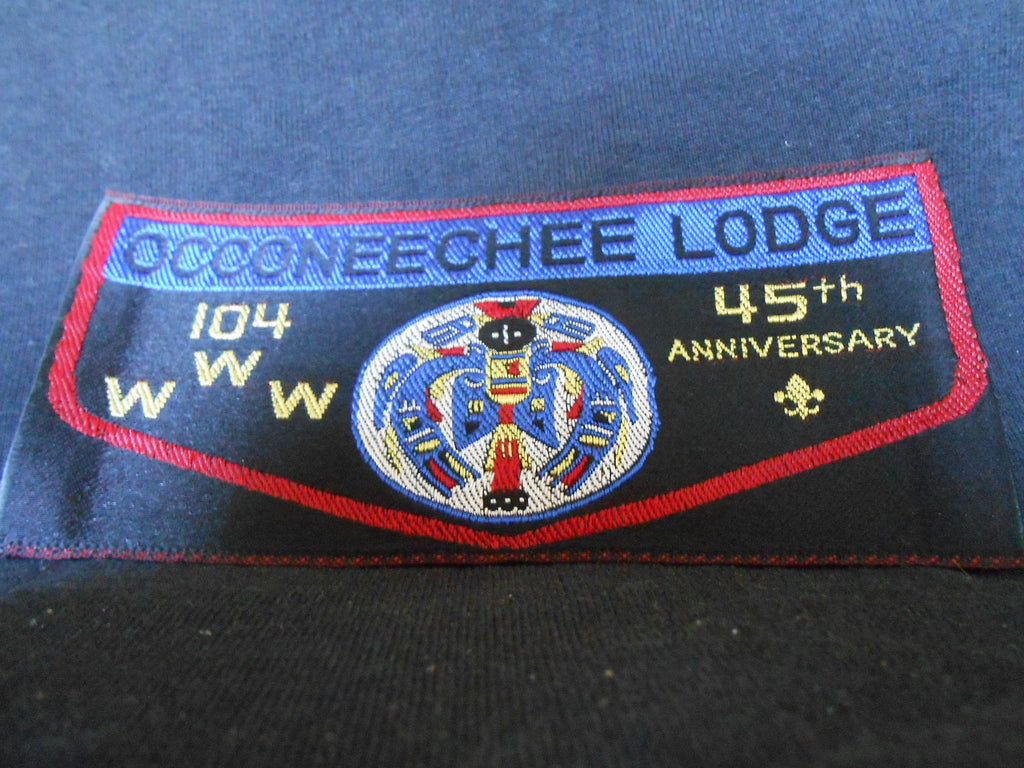 OCCONEECHEE LODGE
104
W W W
45th
ANNIVERSARY